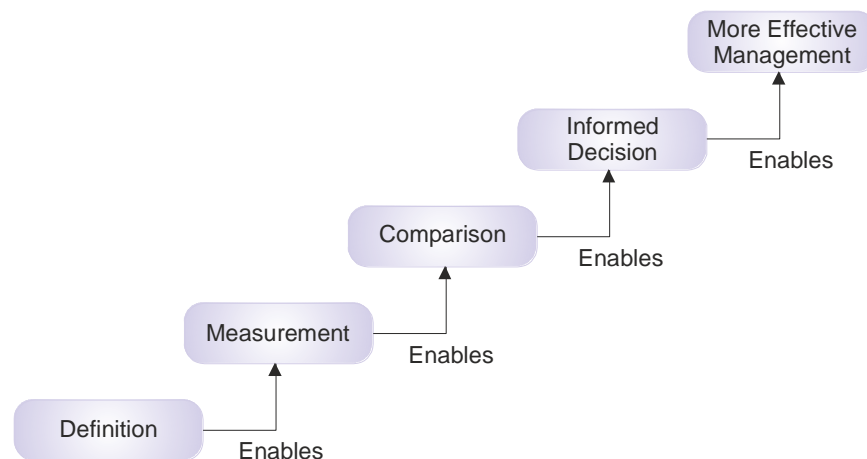 More Effective
Management
Informed
Decision
Enables
Comparison
Enables
Measurement
Enables
Definition
Enables